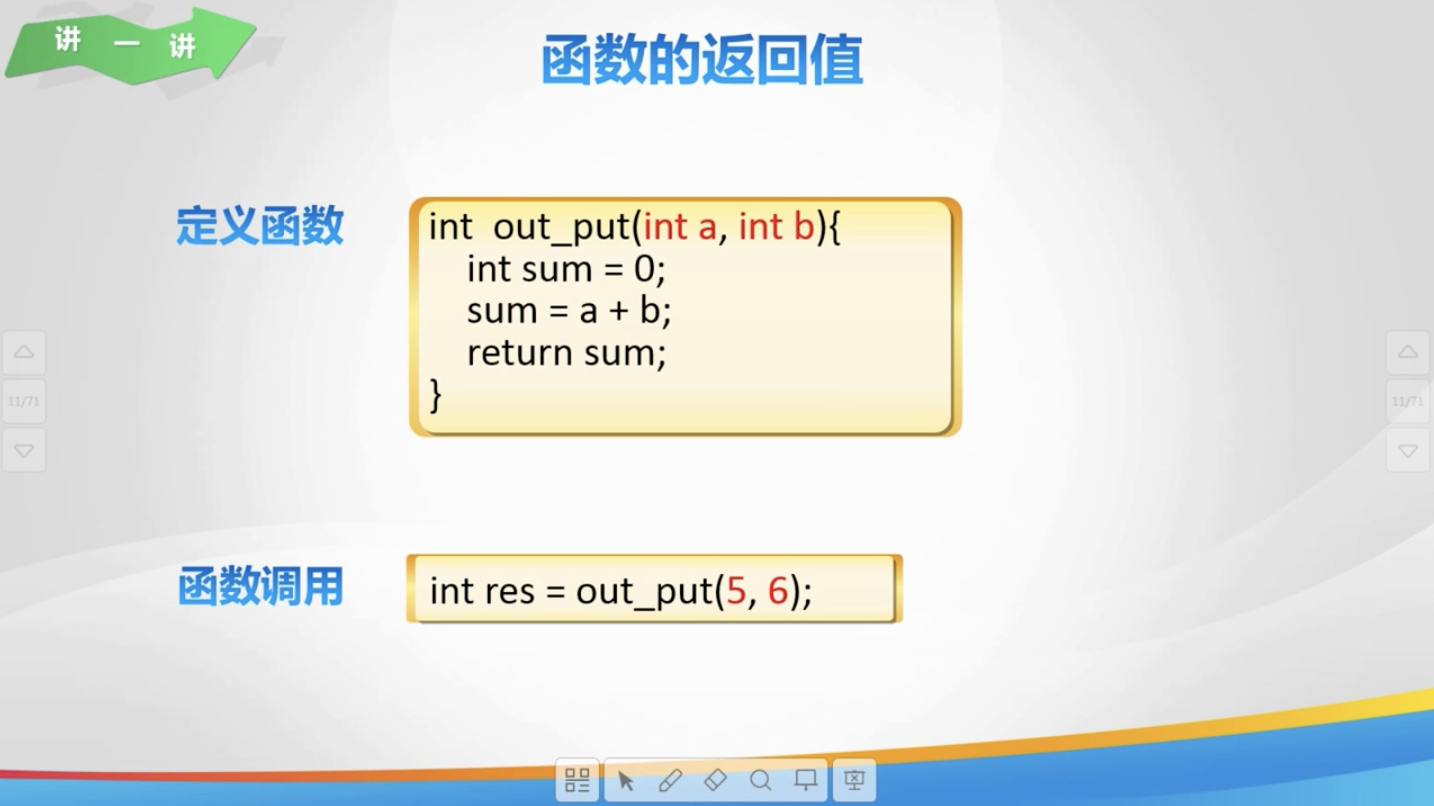 讲一讲
函数的返回值
定义函数
int out_put(int a, int b){
int sum = 0;
sum = a + b;
return sum;
}
11/71
11/71
函数调用
int res = out_put(5, 6);